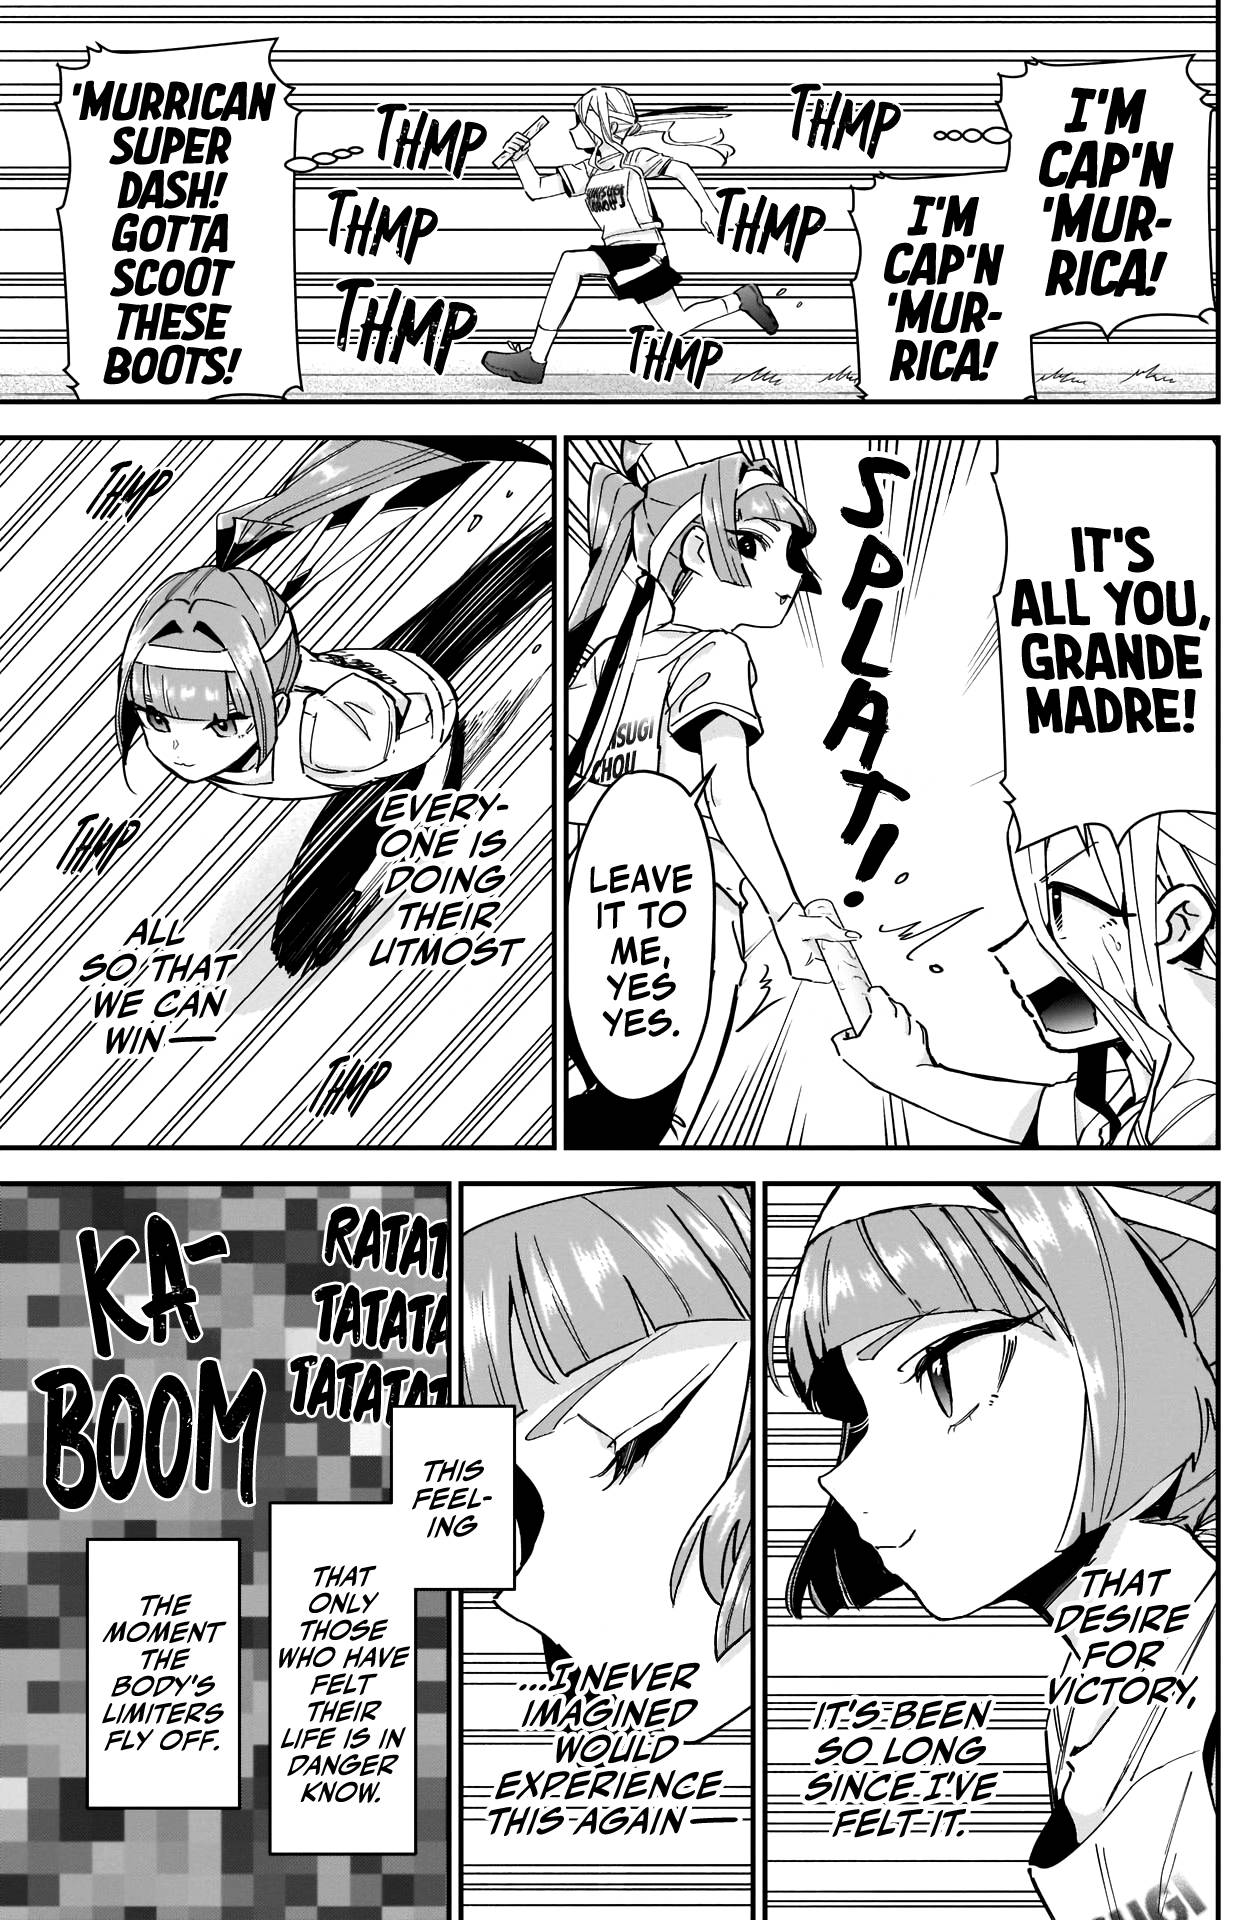 I'M
CAP'N
'MUR-
RICA!
I'M
CAP'N
'MUR-
RICA!
THMP
THMP
THMP
THMP
THMP
THMP
'MURRICAN
SUPER
DASH!
GOTTA
SCOOT
THESE
BOOTS!
IT'S
ALL YOU,
GRANDE
MADRE!
SPLAT!
SUGI
CHOU
LEAVE
IT TO
ME,
YES
YES.
THMP
EVERY-
ONE IS
DOING
THEIR
UTMOST
THMP
ALL
SO THAT
WE CAN
WIN —
THMP
THAT
DESIRE
FOR
VICTORY,
IT'S BEEN
SO LONG
SINCE I'VE
FELT IT.
UGI
...I NEVER
IMAGINED
WOULD
EXPERIENCE
THIS AGAIN —
RATAT
TATATA
TATATAT
KA-
BOOM
THIS
FEEL-
ING
THAT
ONLY
THOSE
WHO HAVE
FELT
THEIR
LIFE IS IN
DANGER
KNOW.
THE
MOMENT
THE
BODY'S
LIMITERS
FLY OFF.